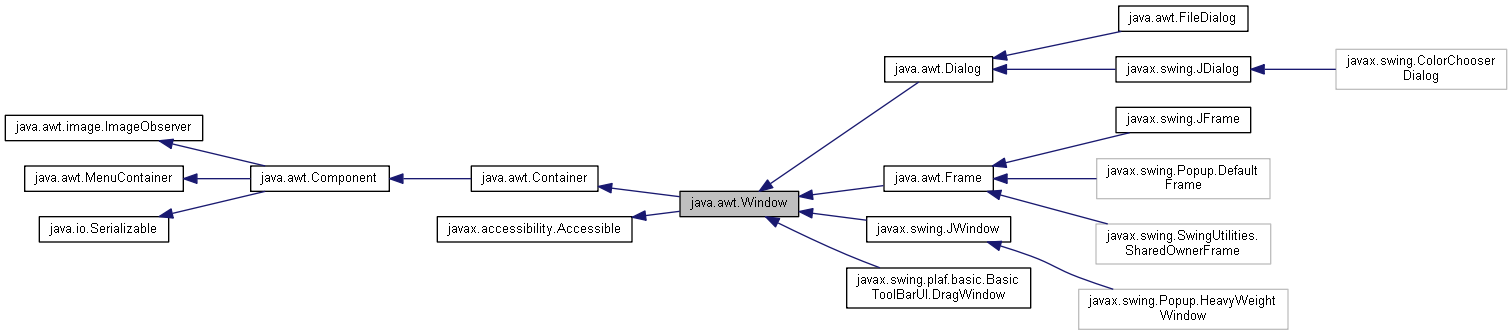 java.awt.FileDialog
java.awt.Dialog
javax.swing.JDialog
javax.swing.ColorChooser
Dialog
java.awt.image.ImageObserver
javax.swing.JFrame
java.awt.MenuContainer
java.awt.Component
java.awt.Container
java.awt.Frame
javax.swing.Popup.Default
Frame
java.awt.Window
java.io.Serializable
javax.accessibility.Accessible
javax.swing.JWindow
javax.swing.SwingUtilities.
SharedOwnerFrame
javax.swing.plaf.basic.Basic
ToolBarUI.DragWindow
javax.swing.Popup.HeavyWeight
Window